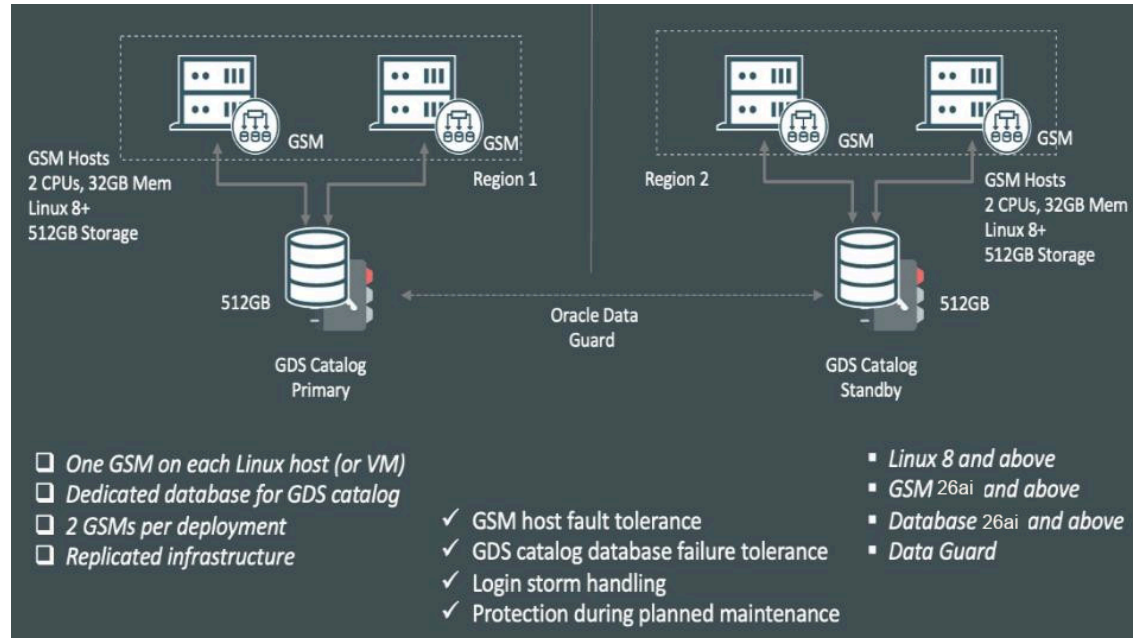 GSM
GSM
GSM Hosts
2 CPUs, 32GB Mem
Linux 8+
512GB Storage
Region 1
512GB
GDS Catalog
Primary
Oracle Data
Guard
GSM
GSM
Region 2
GSM Hosts
2 CPUs, 32GB Mem
Linux 8+
512GB Storage
512GB
GDS Catalog
Standby
One GSM on each Linux host (or VM)
Dedicated database for GDS catalog
2 GSMs per deployment
Replicated infrastructure
✓ GSM host fault tolerance
✓ GDS catalog database failure tolerance
✓ Login storm handling
✓ Protection during planned maintenance
Linux 8 and above
GSM 26ai and above
Database 26ai and above
Data Guard